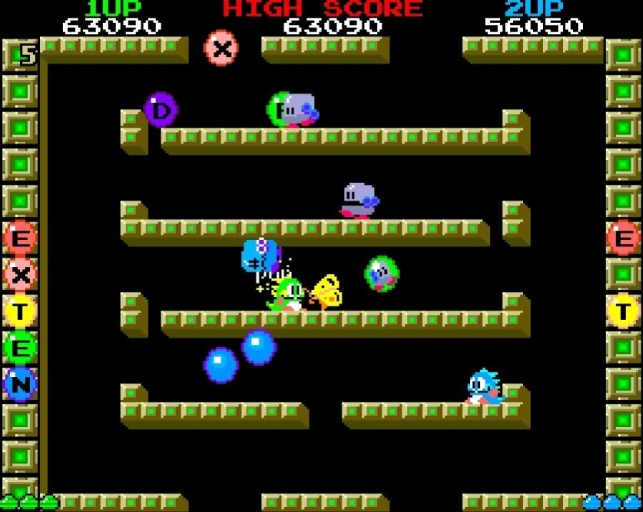 1UP HIGH SCORE 2UP
63090 63090 56050
5 X
D
E E
X
T T
E
N